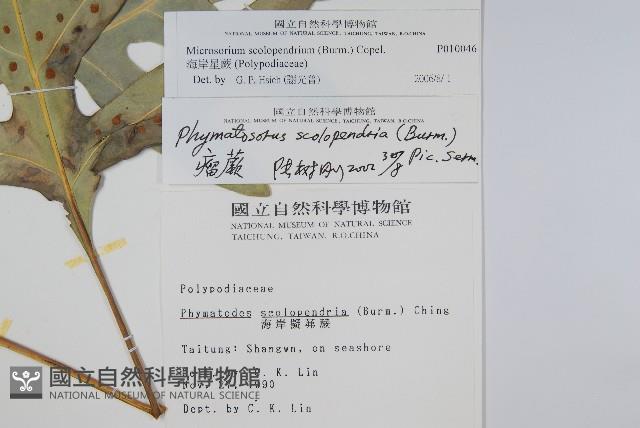 國立自然科學博物館
NATIONAL MUSEUM OF NATURAL SCIENCE, TAICHUNG, TAIWAN, R.O.CHINA
Microsorium scolopendrium (Burm.) Copel. P010046
海岸星蕨 (Polypodiaceae)
Det. by G. P. Hsieh (謝光普) 2006/8/1
國立自然科學博物館
NATIONAL MUSEUM OF NATURAL SCIENCE, TAICHUNG, TAIWAN, R.O.CHINA
Phymatosorus scolopendria (Burm.)
Pic. Serm.
瘤蕨 2002
國立自然科學博物館
NATIONAL MUSEUM OF NATURAL SCIENCE
TAICHUNG, TAIWAN, R.O.CHINA
Polypodiaceae
Phymatodes scolopendria (Burm.) Ching
海岸擬茀蕨
Taitung: Shangwn, on seashore
K. Lin
1990
Dept. by C. K. Lin
國立自然科學博物館
NATIONAL MUSEUM OF NATURAL SCIENCE